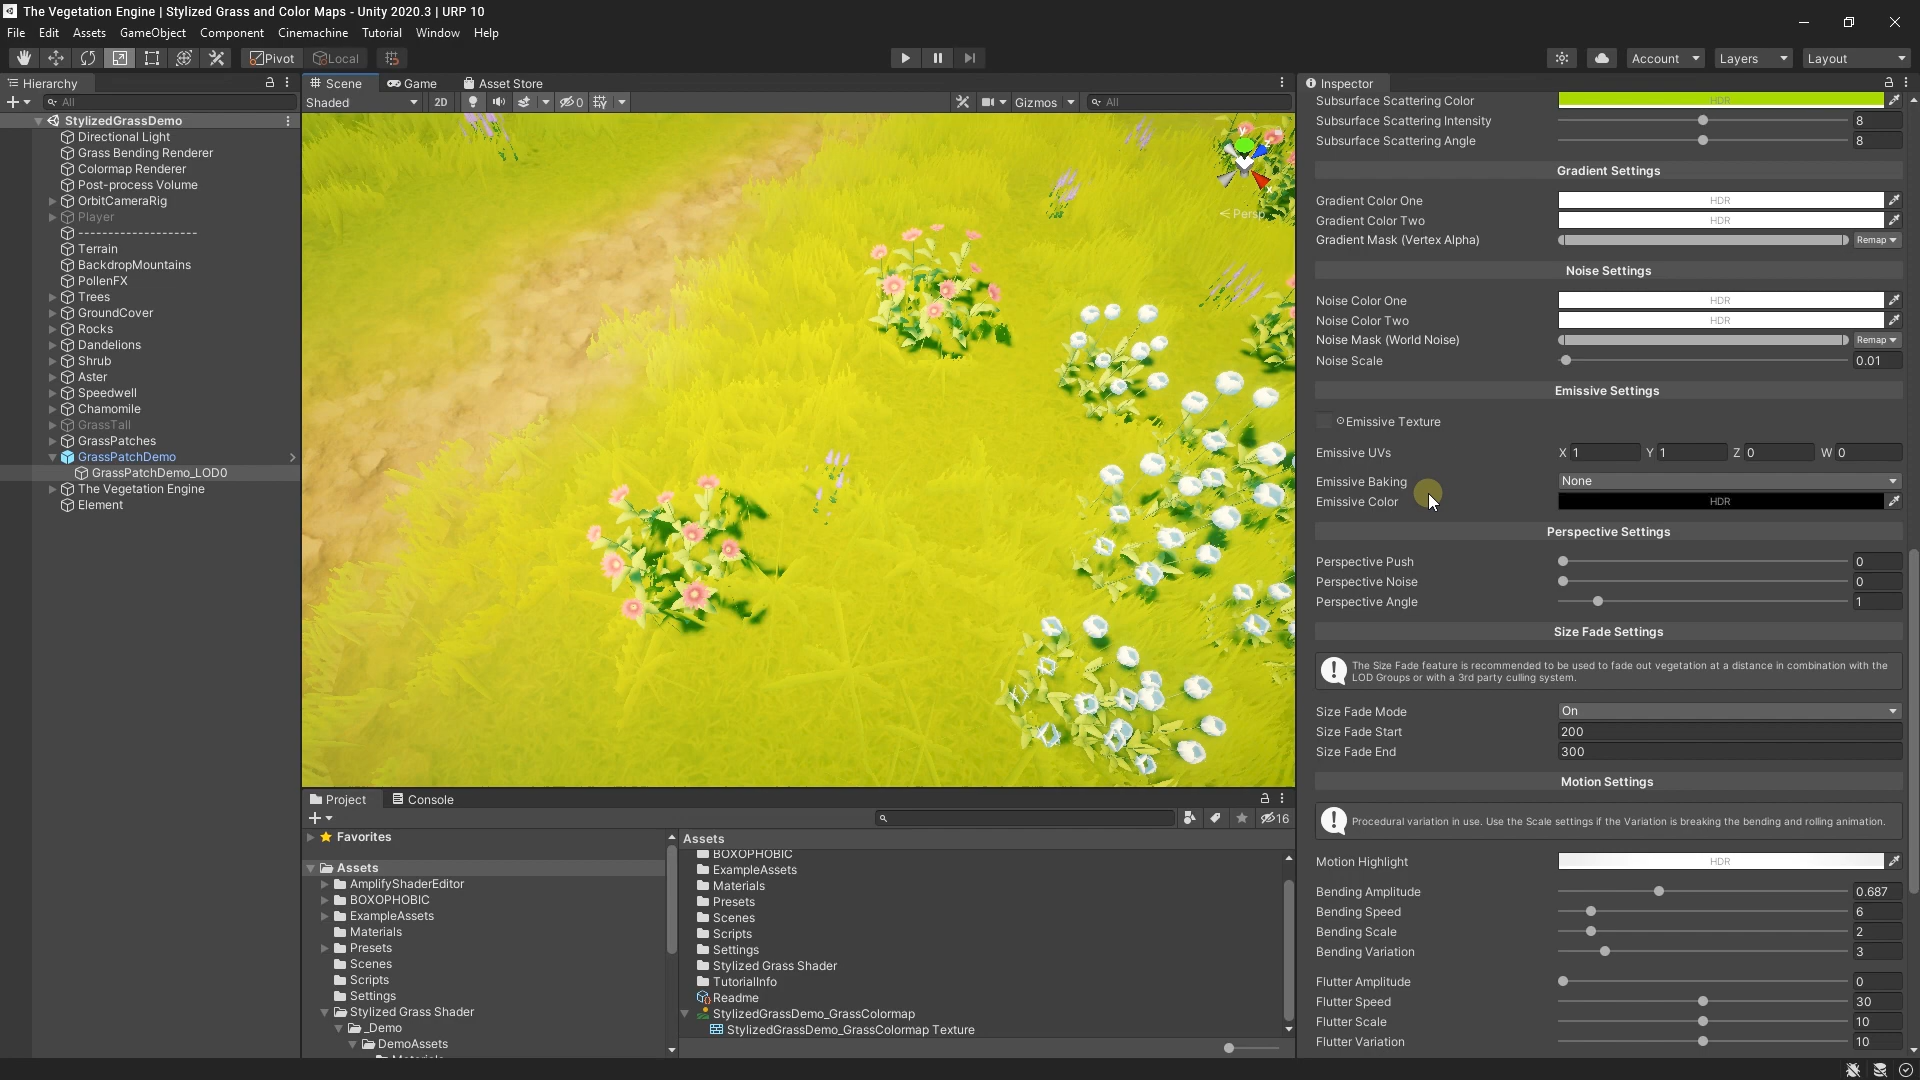 The Vegetation Engine | Stylized Grass and Color Maps - Unity 2020.3 | URP 10
File Edit Assets GameObject Component Cinemachine Tutorial Window Help
Pivot Local Account Layers Layout
Hierarchy
All
StylizedGrassDemo
Directional Light
Grass Bending Renderer
Colormap Renderer
Post-process Volume
OrbitCameraRig
Player
--------------------
Terrain
BackdropMountains
PollenFX
Trees
GroundCover
Rocks
Dandelions
Shrub
Aster
Speedwell
Chamomile
GrassTall
GrassPatches
GrassPatchDemo
GrassPatchDemo_LOD0
The Vegetation Engine
Element
Scene Game Asset Store
Shaded 2D 0 Gizmos All
y
z
x
< Persp
Project Console
16
Favorites
Assets
AmplifyShaderEditor
BOXOPHOBIC
ExampleAssets
Materials
Presets
Scenes
Scripts
Settings
Stylized Grass Shader
_Demo
DemoAssets
Materials
Assets
BOXOPHOBIC
ExampleAssets
Materials
Presets
Scenes
Scripts
Settings
Stylized Grass Shader
TutorialInfo
Readme
StylizedGrassDemo_GrassColormap
StylizedGrassDemo_GrassColormap Texture
Inspector
Subsurface Scattering Color HDR
Subsurface Scattering Intensity 8
Subsurface Scattering Angle 8
Gradient Settings
Gradient Color One HDR
Gradient Color Two HDR
Gradient Mask (Vertex Alpha) Remap
Noise Settings
Noise Color One HDR
Noise Color Two HDR
Noise Mask (World Noise) Remap
Noise Scale 0.01
Emissive Settings
Emissive Texture
Emissive UVs X 1 Y 1 Z 0 W 0
Emissive Baking None
Emissive Color HDR
Perspective Settings
Perspective Push 0
Perspective Noise 0
Perspective Angle 1
Size Fade Settings
The Size Fade feature is recommended to be used to fade out vegetation at a distance in combination with the
LOD Groups or with a 3rd party culling system.
Size Fade Mode On
Size Fade Start 200
Size Fade End 300
Motion Settings
Procedural variation in use. Use the Scale settings if the Variation is breaking the bending and rolling animation.
Motion Highlight HDR
Bending Amplitude 0.687
Bending Speed 6
Bending Scale 2
Bending Variation 3
Flutter Amplitude 0
Flutter Speed 30
Flutter Scale 10
Flutter Variation 10